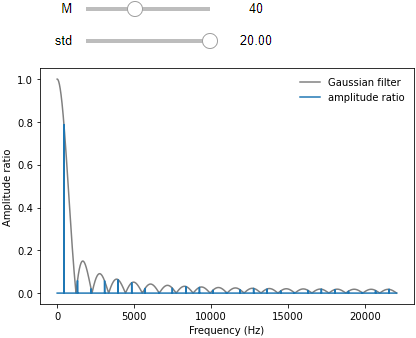 M 40
std 20.00
Gaussian filter
amplitude ratio
1.0
0.8
0.6
0.4
0.2
0.0
Amplitude ratio
0 5000 10000 15000 20000
Frequency (Hz)